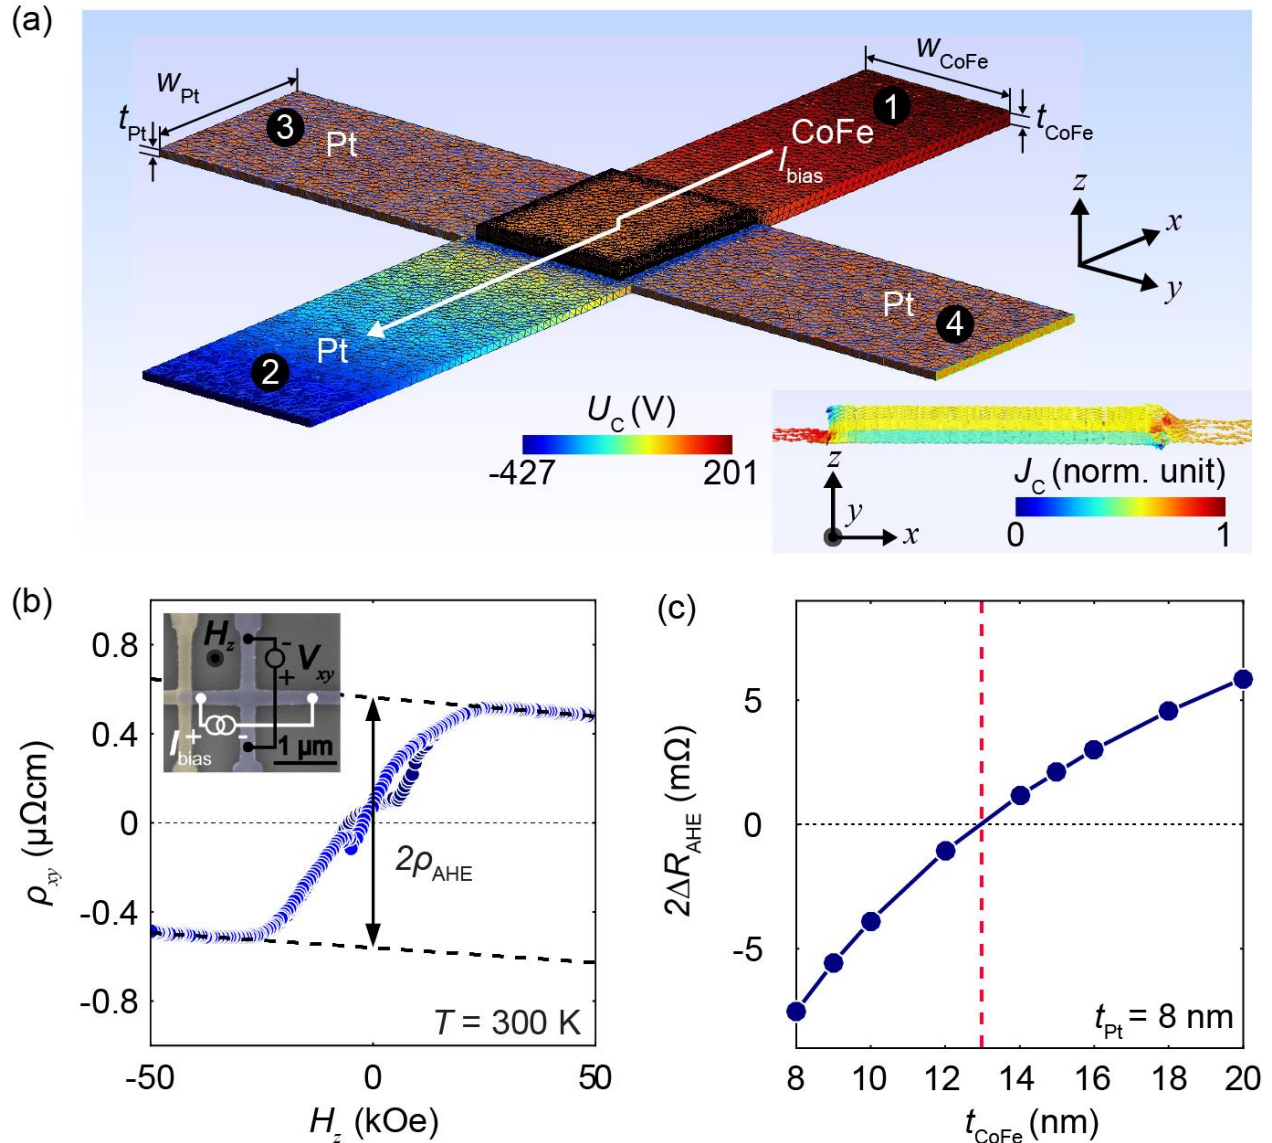 (a)
w_Pt
t_Pt
3
Pt
w_CoFe
1
t_CoFe
CoFe
I_bias
z
x
y
Pt
4
Pt
2
U_C (V)
-427 201
z
y
x
J_C (norm. unit)
0 1
(b)
0.8
0.4
0
-0.4
-0.8
ρ_xy (μΩcm)
H_z
-
V_xy
+
+
-
I_bias
1 μm
2ρ_AHE
T = 300 K
-50 0 50
H_z (kOe)
(c)
5
0
-5
2ΔR_AHE (mΩ)
t_Pt = 8 nm
8 10 12 14 16 18 20
t_CoFe (nm)